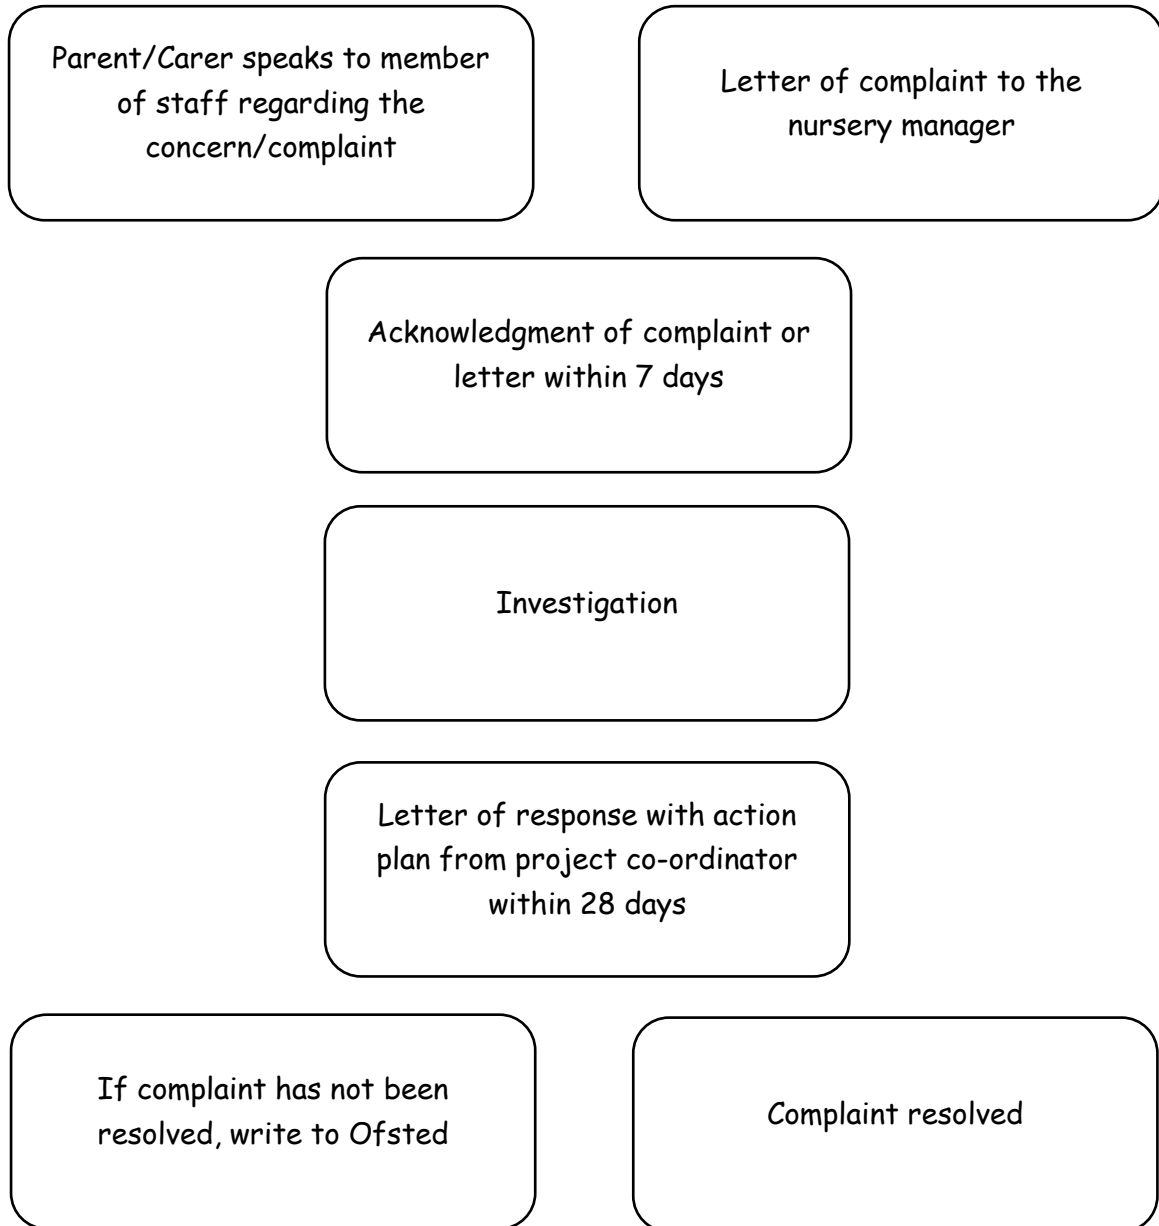 Parent/Carer speaks to member
of staff regarding the
concern/complaint
Letter of complaint to the
nursery manager
Acknowledgment of complaint or
letter within 7 days
Investigation
Letter of response with action
plan from project co-ordinator
within 28 days
If complaint has not been
resolved, write to Ofsted
Complaint resolved